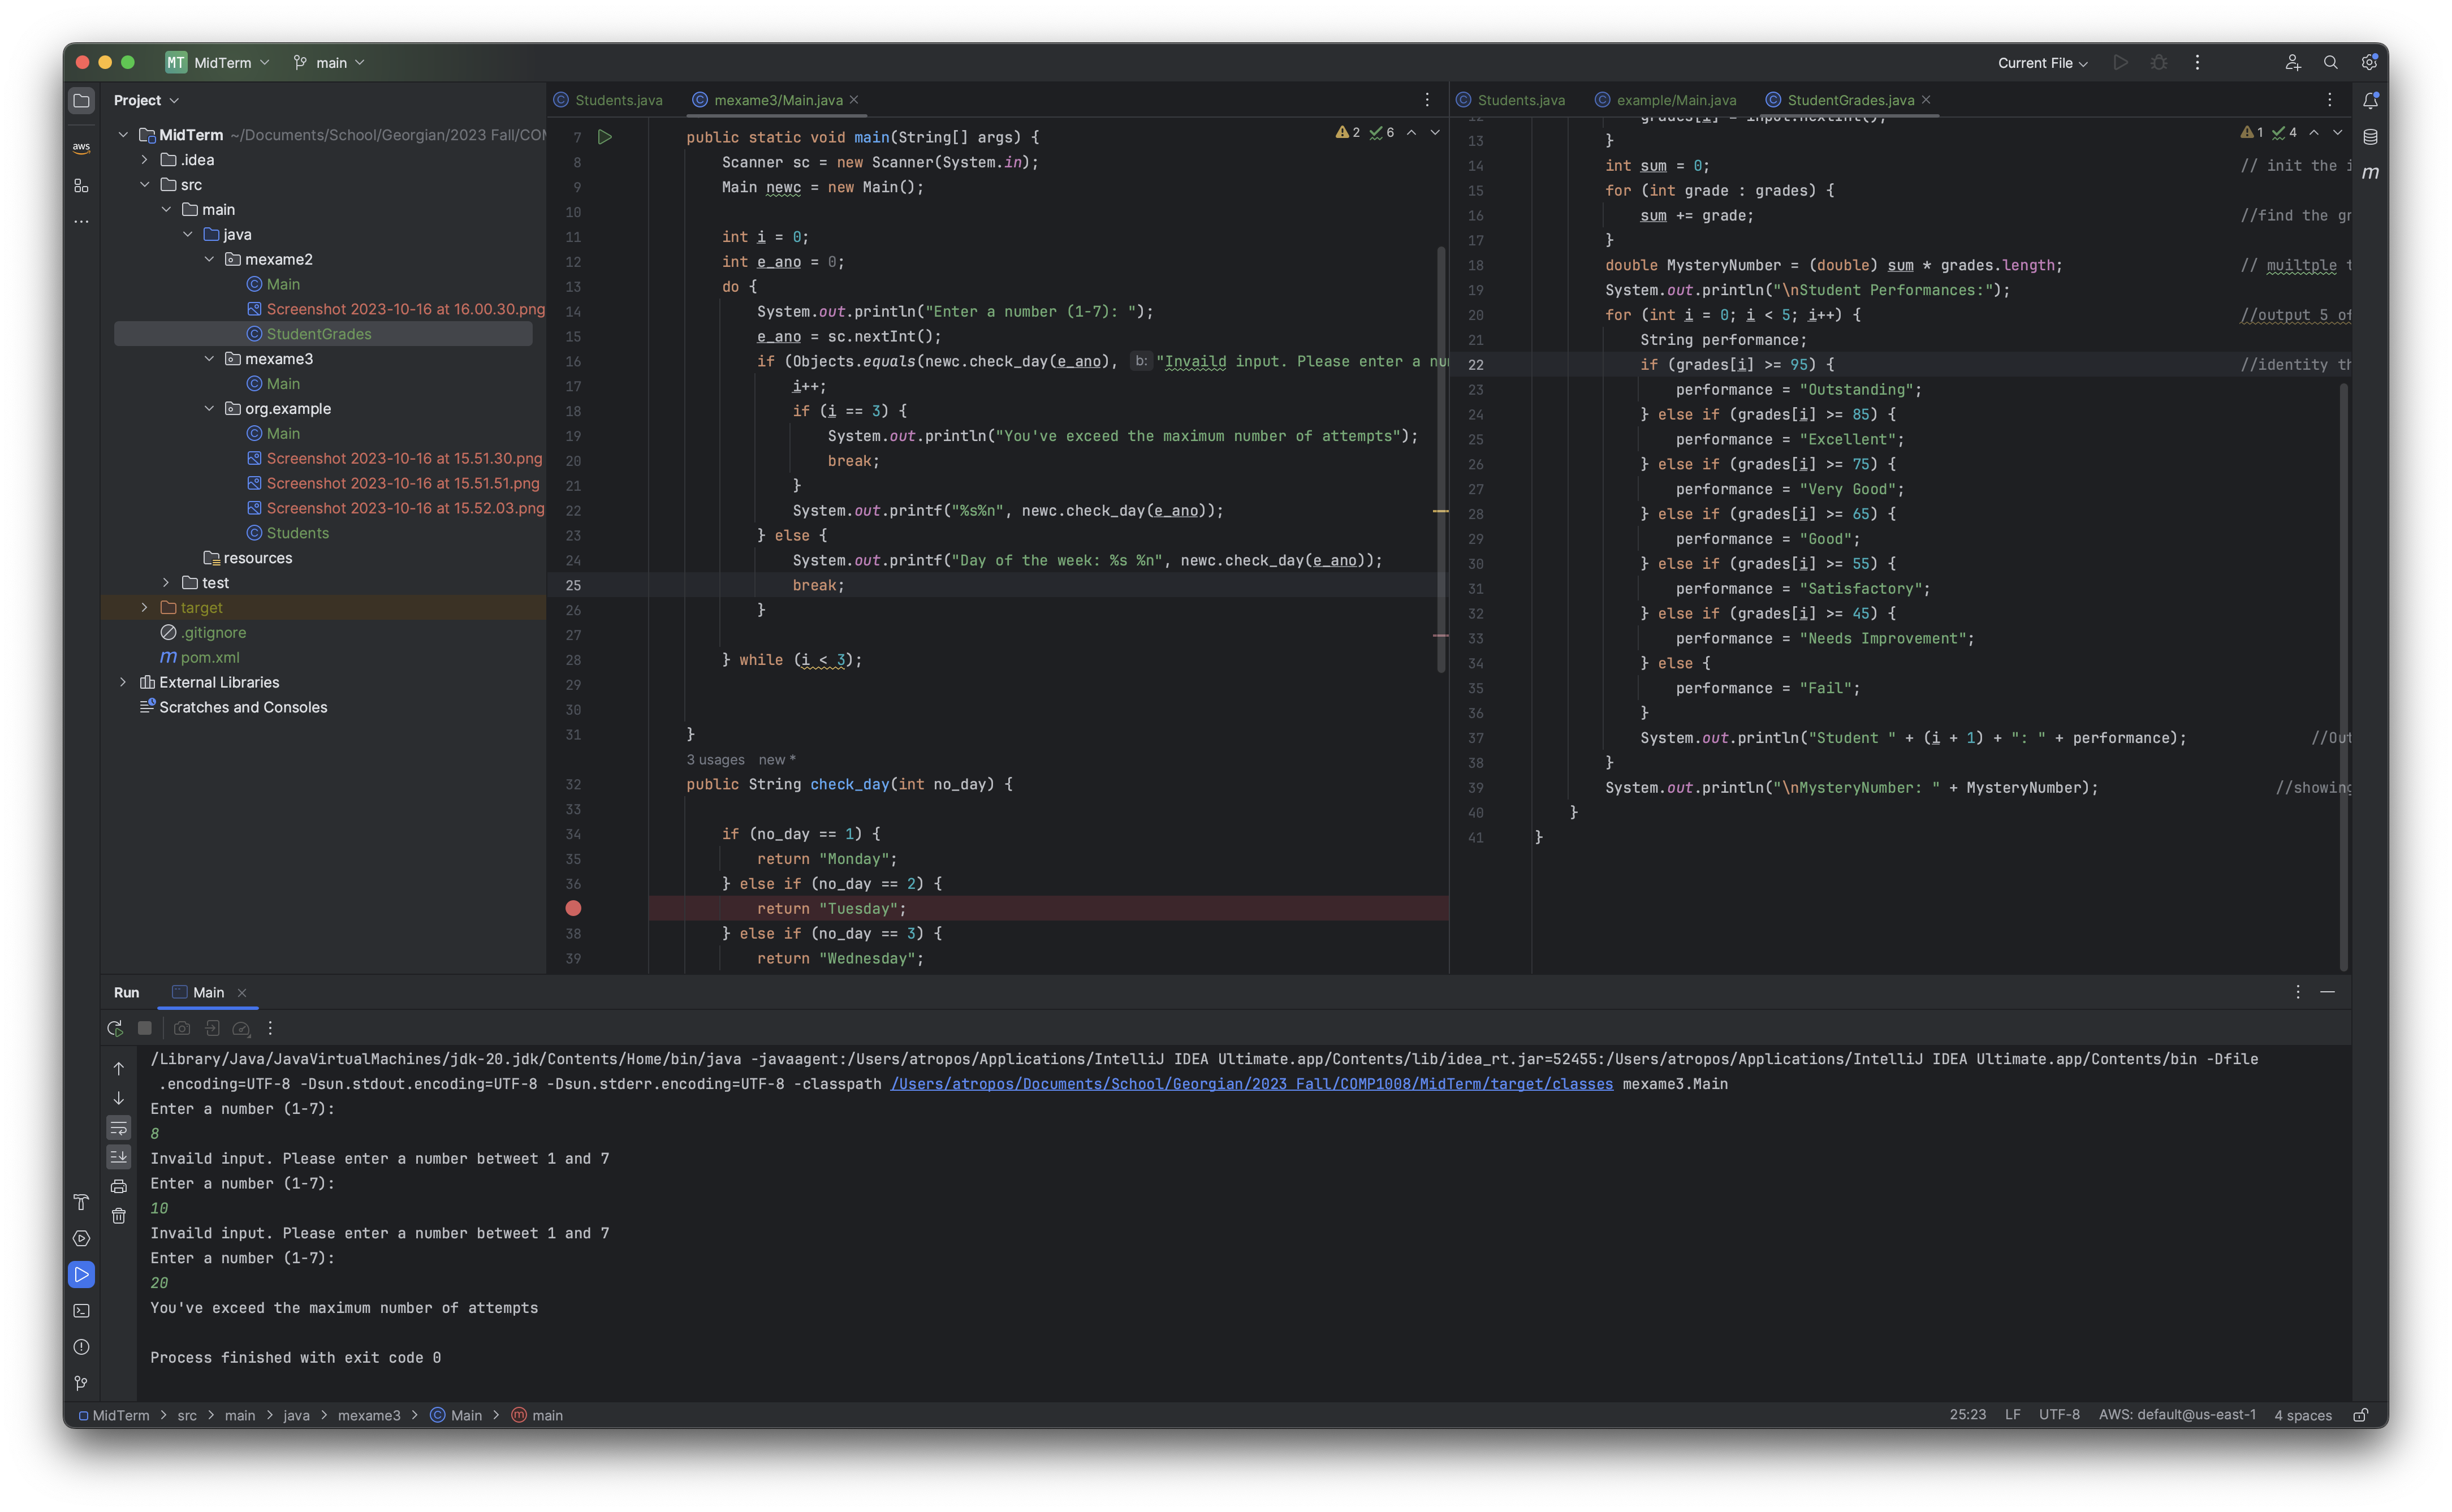 MT MidTerm main
Current File
Project
MidTerm ~/Documents/School/Georgian/2023 Fall/CO
.idea
src
main
java
mexame2
Main
Screenshot 2023-10-16 at 16.00.30.png
StudentGrades
mexame3
Main
org.example
Main
Screenshot 2023-10-16 at 15.51.30.png
Screenshot 2023-10-16 at 15.51.51.png
Screenshot 2023-10-16 at 15.52.03.png
Students
resources
test
target
.gitignore
pom.xml
External Libraries
Scratches and Consoles
aws
Students.java mexame3/Main.java
2 6
7 public static void main(String[] args) {
8 Scanner sc = new Scanner(System.in);
9 Main newc = new Main();
10
11 int i = 0;
12 int e_ano = 0;
13 do {
14 System.out.println("Enter a number (1-7): ");
15 e_ano = sc.nextInt();
16 if (Objects.equals(newc.check_day(e_ano), b: "Invaild input. Please enter a nu
17 i++;
18 if (i == 3) {
19 System.out.println("You've exceed the maximum number of attempts");
20 break;
21 }
22 System.out.printf("%s%n", newc.check_day(e_ano));
23 } else {
24 System.out.printf("Day of the week: %s %n", newc.check_day(e_ano));
25 break;
26 }
27
28 } while (i < 3);
29
30
31 }
3 usages new *
32 public String check_day(int no_day) {
33
34 if (no_day == 1) {
35 return "Monday";
36 } else if (no_day == 2) {
return "Tuesday";
38 } else if (no_day == 3) {
39 return "Wednesday";
Students.java example/Main.java StudentGrades.java
1 4
12 grades[i] = input.nextInt();
13 }
14 int sum = 0; // init the i
15 for (int grade : grades) {
16 sum += grade; //find the gr
17 }
18 double MysteryNumber = (double) sum * grades.length; // muiltple t
19 System.out.println("\nStudent Performances:");
20 for (int i = 0; i < 5; i++) { //output 5 of
21 String performance;
22 if (grades[i] >= 95) { //identity th
23 performance = "Outstanding";
24 } else if (grades[i] >= 85) {
25 performance = "Excellent";
26 } else if (grades[i] >= 75) {
27 performance = "Very Good";
28 } else if (grades[i] >= 65) {
29 performance = "Good";
30 } else if (grades[i] >= 55) {
31 performance = "Satisfactory";
32 } else if (grades[i] >= 45) {
33 performance = "Needs Improvement";
34 } else {
35 performance = "Fail";
36 }
37 System.out.println("Student " + (i + 1) + ": " + performance); //Out
38 }
39 System.out.println("\nMysteryNumber: " + MysteryNumber); //showing
40 }
41 }
m
Run Main
/Library/Java/JavaVirtualMachines/jdk-20.jdk/Contents/Home/bin/java -javaagent:/Users/atropos/Applications/IntelliJ IDEA Ultimate.app/Contents/lib/idea_rt.jar=52455:/Users/atropos/Applications/IntelliJ IDEA Ultimate.app/Contents/bin -Dfile
.encoding=UTF-8 -Dsun.stdout.encoding=UTF-8 -Dsun.stderr.encoding=UTF-8 -classpath /Users/atropos/Documents/School/Georgian/2023 Fall/COMP1008/MidTerm/target/classes mexame3.Main
Enter a number (1-7):
8
Invaild input. Please enter a number betweet 1 and 7
Enter a number (1-7):
10
Invaild input. Please enter a number betweet 1 and 7
Enter a number (1-7):
20
You've exceed the maximum number of attempts
Process finished with exit code 0
MidTerm > src > main > java > mexame3 > Main > main
25:23 LF UTF-8 AWS: default@us-east-1 4 spaces